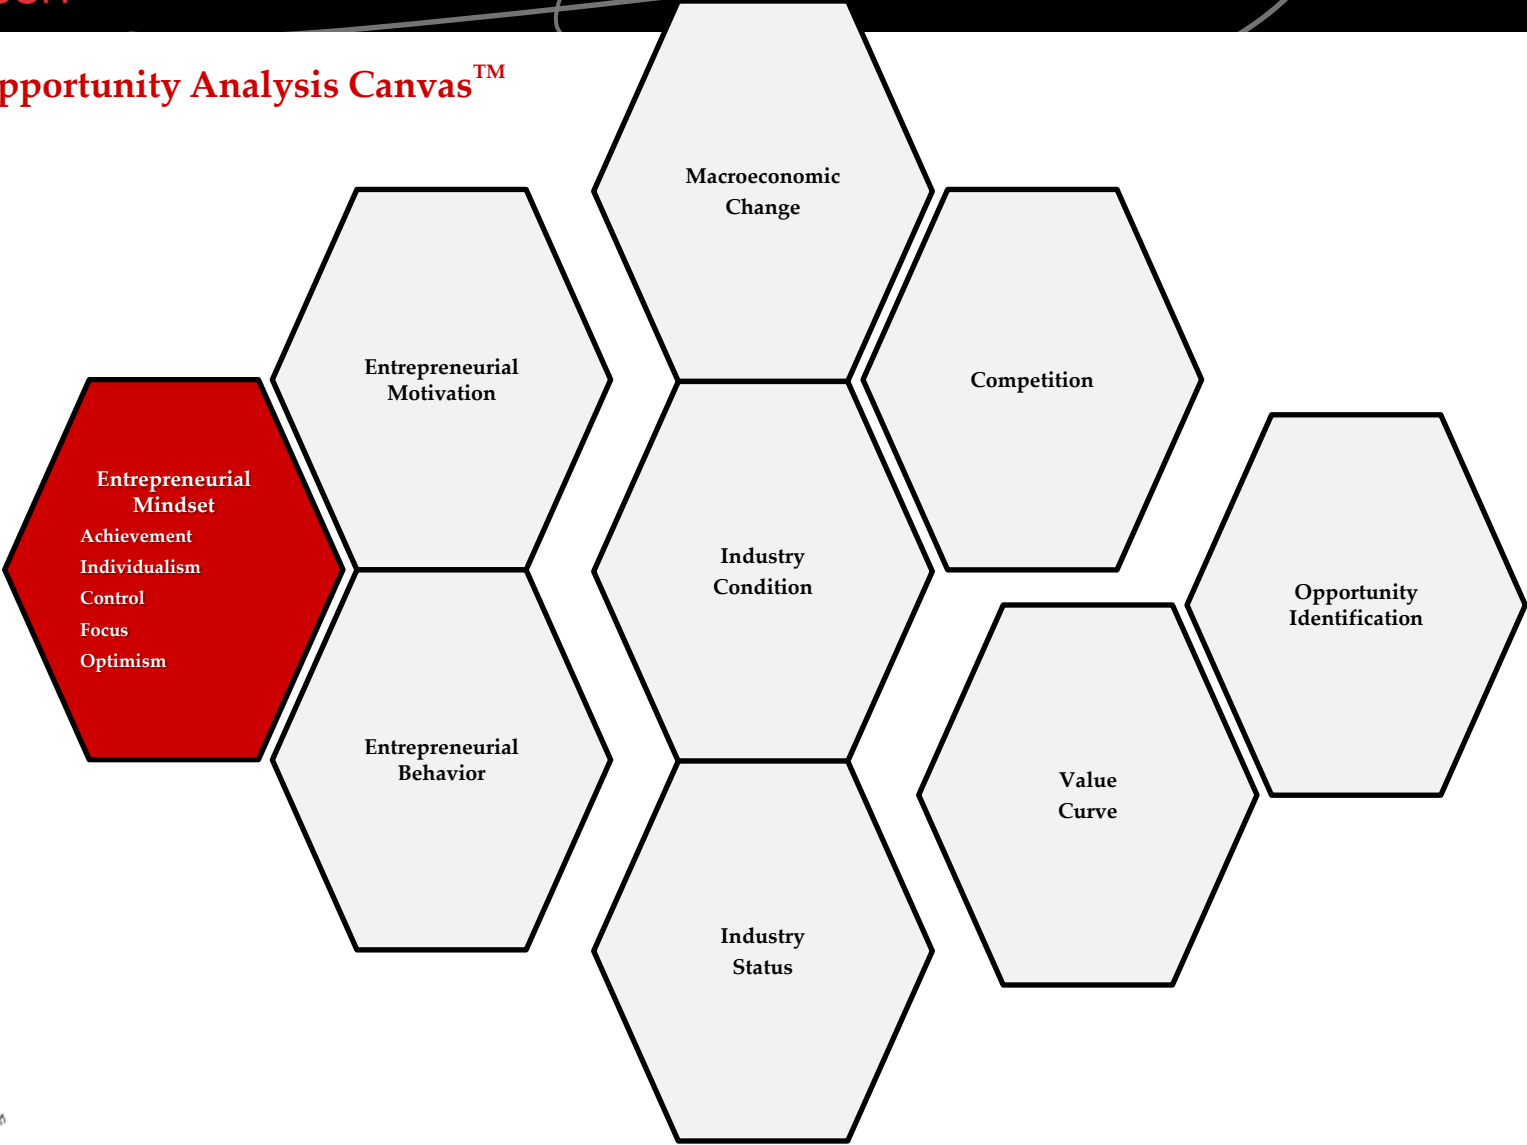 pportunity Analysis Canvas™
Macroeconomic
Change
Entrepreneurial
Motivation
Competition
Entrepreneurial
Mindset
Achievement
Individualism
Control
Focus
Optimism
Industry
Condition
Opportunity
Identification
Entrepreneurial
Behavior
Value
Curve
Industry
Status